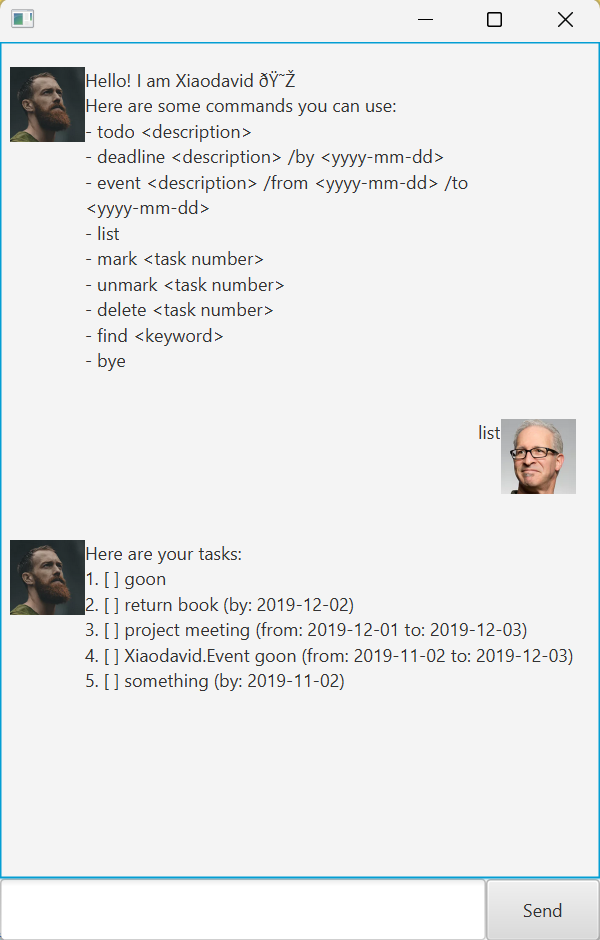 Hello! I am Xiaodavid ðŸ˜Ž
Here are some commands you can use:
- todo <description>
- deadline <description> /by <yyyy-mm-dd>
- event <description> /from <yyyy-mm-dd> /to
<yyyy-mm-dd>
- list
- mark <task number>
- unmark <task number>
- delete <task number>
- find <keyword>
- bye
list
Here are your tasks:
1. [ ] goon
2. [ ] return book (by: 2019-12-02)
3. [ ] project meeting (from: 2019-12-01 to: 2019-12-03)
4. [ ] Xiaodavid.Event goon (from: 2019-11-02 to: 2019-12-03)
5. [ ] something (by: 2019-11-02)
Send